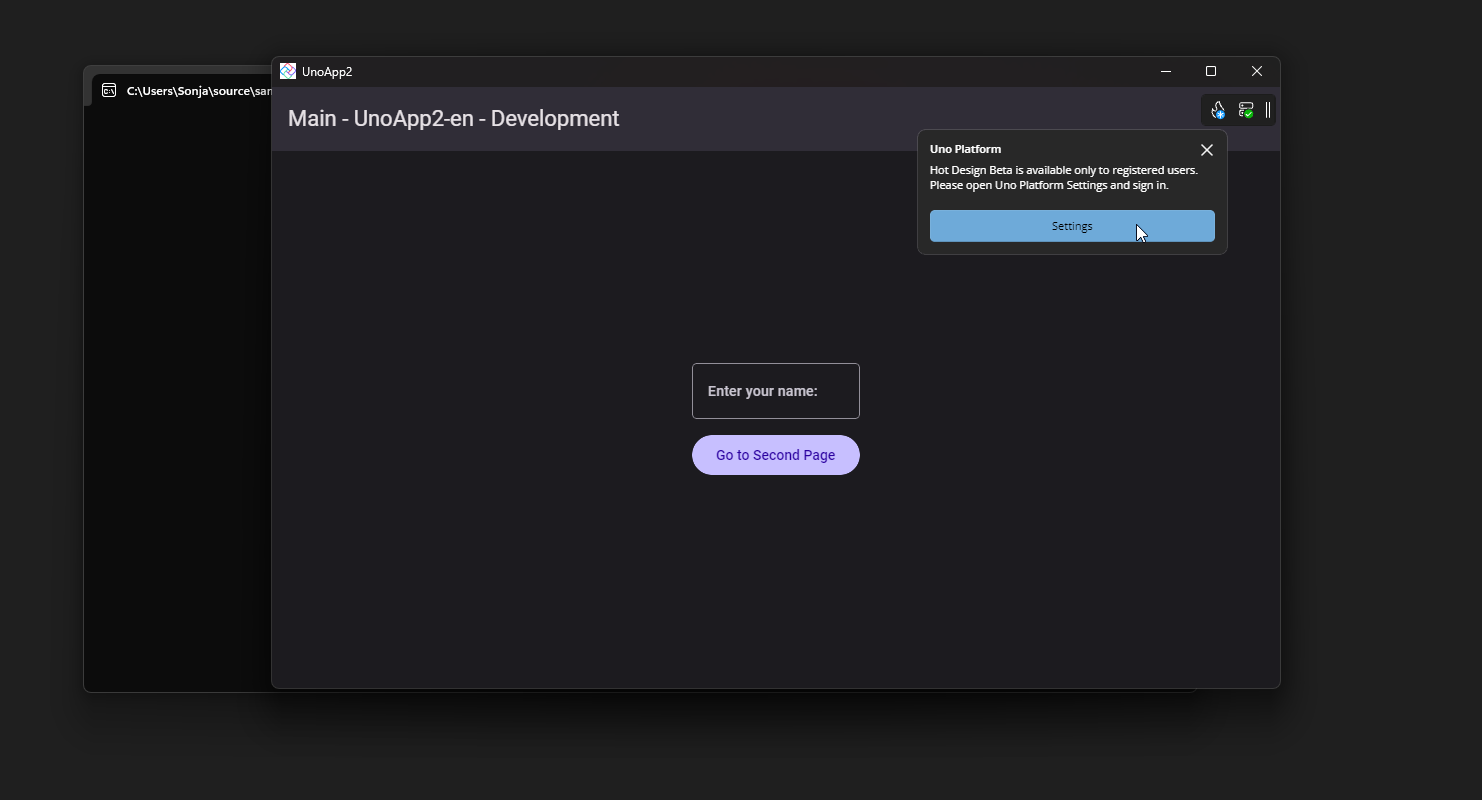 UnoApp2
C:\Users\Sonja\source\
Main - UnoApp2-en - Development
Uno Platform
Hot Design Beta is available only to registered users.
Please open Uno Platform Settings and sign in.
Settings
Enter your name:
Go to Second Page